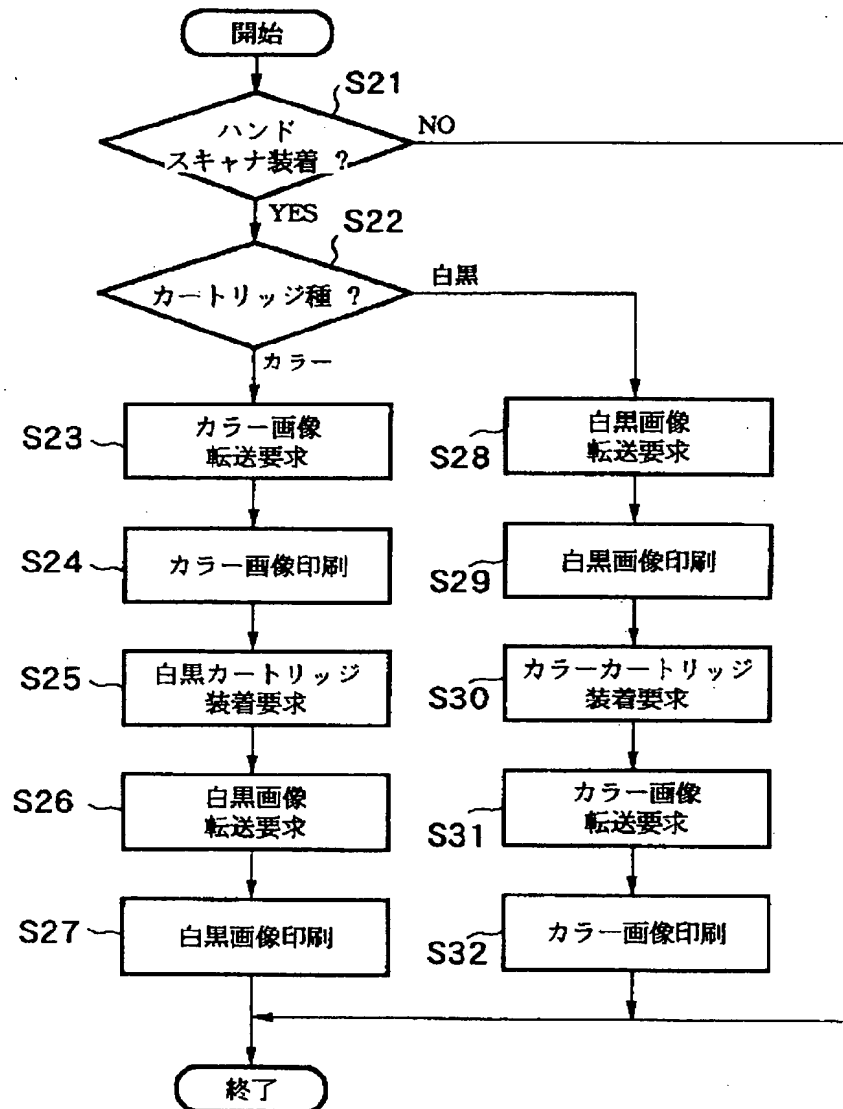 開始
S21
ハンド
スキャナ装着 ?
NO
YES
S22
カートリッジ種 ?
白黒
カラー
S23
カラー画像
転送要求
S28
白黒画像
転送要求
S24
カラー画像印刷
S29
白黒画像印刷
S25
白黒カートリッジ
装着要求
S30
カラーカートリッジ
装着要求
S26
白黒画像
転送要求
S31
カラー画像
転送要求
S27
白黒画像印刷
S32
カラー画像印刷
終了